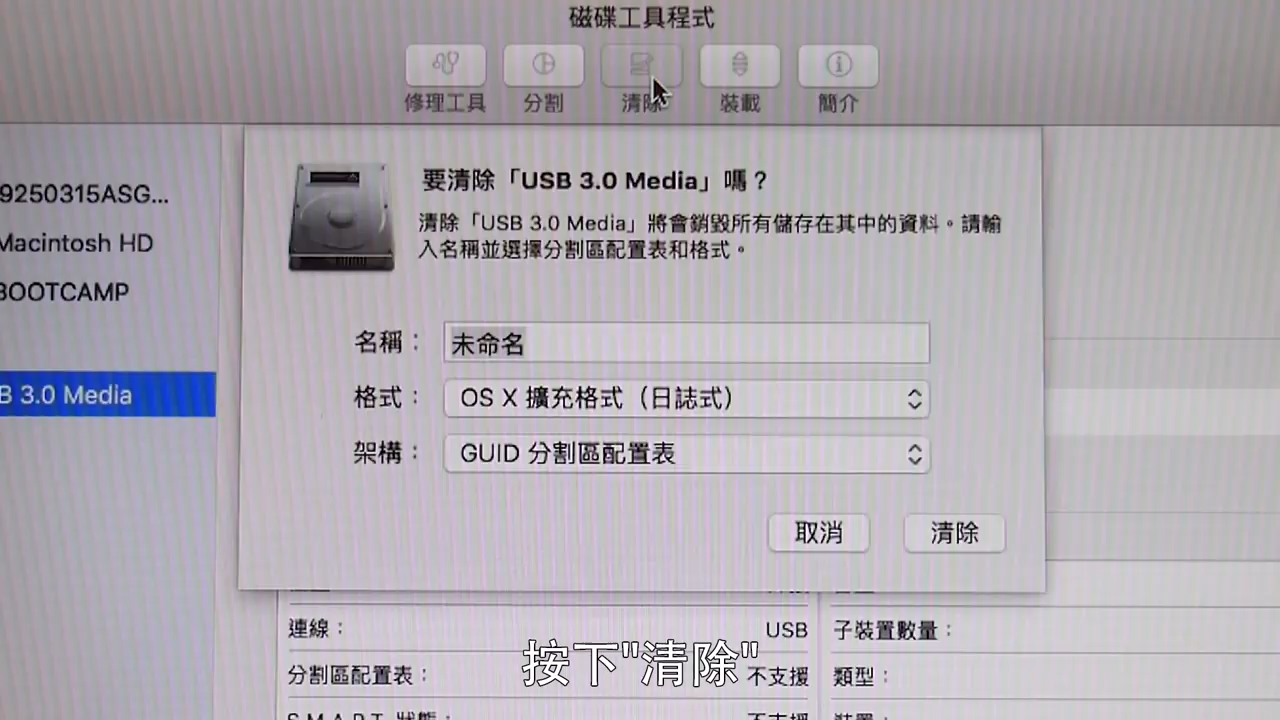 磁碟工具程式
修理工具
分割
清除
裝載
簡介
9250315ASG...
Macintosh HD
BOOTCAMP
B 3.0 Media
要清除「USB 3.0 Media」嗎？
清除「USB 3.0 Media」將會銷毀所有儲存在其中的資料。請輸
入名稱並選擇分割區配置表和格式。
名稱：
未命名
格式：
OS X 擴充格式（日誌式）
架構：
GUID 分割區配置表
取消
清除
連線：
USB
子裝置數量：
分割區配置表：
不支援
類型：
按下"清除"